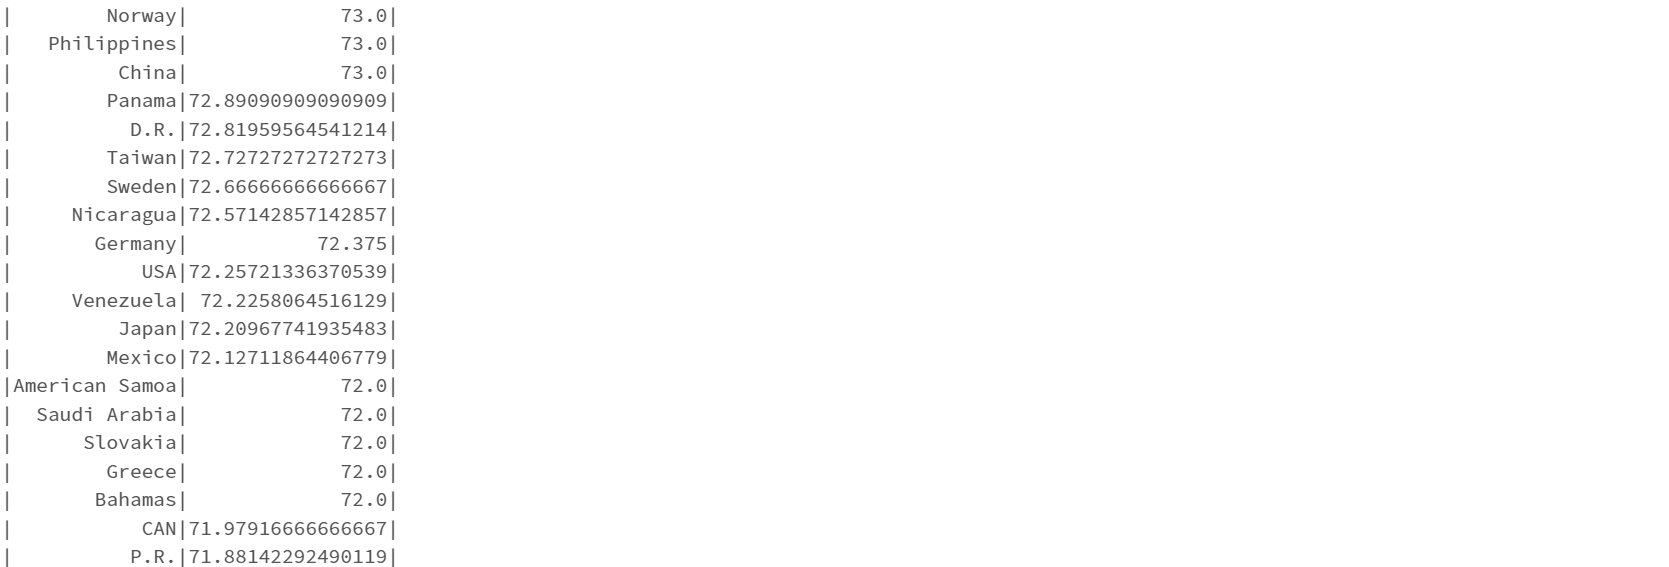 |        Norway|             73.0|
|   Philippines|             73.0|
|         China|             73.0|
|        Panama|72.89090909090909|
|          D.R.|72.81959564541214|
|        Taiwan|72.72727272727273|
|        Sweden|72.66666666666667|
|     Nicaragua|72.57142857142857|
|       Germany|           72.375|
|           USA|72.25721336370539|
|     Venezuela| 72.2258064516129|
|         Japan|72.20967741935483|
|        Mexico|72.12711864406779|
|American Samoa|             72.0|
|  Saudi Arabia|             72.0|
|      Slovakia|             72.0|
|        Greece|             72.0|
|       Bahamas|             72.0|
|           CAN|71.97916666666667|
|          P.R.|71.88142292490119|